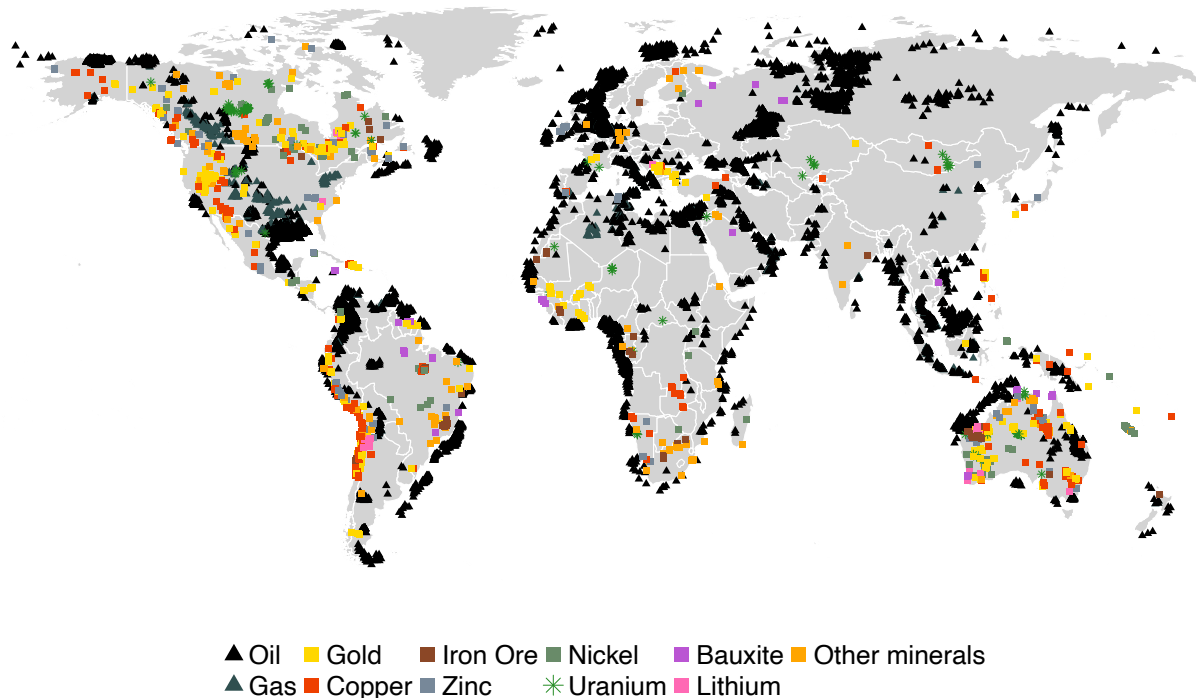 Oil Gold Iron Ore Nickel Bauxite Other minerals
Gas Copper Zinc Uranium Lithium